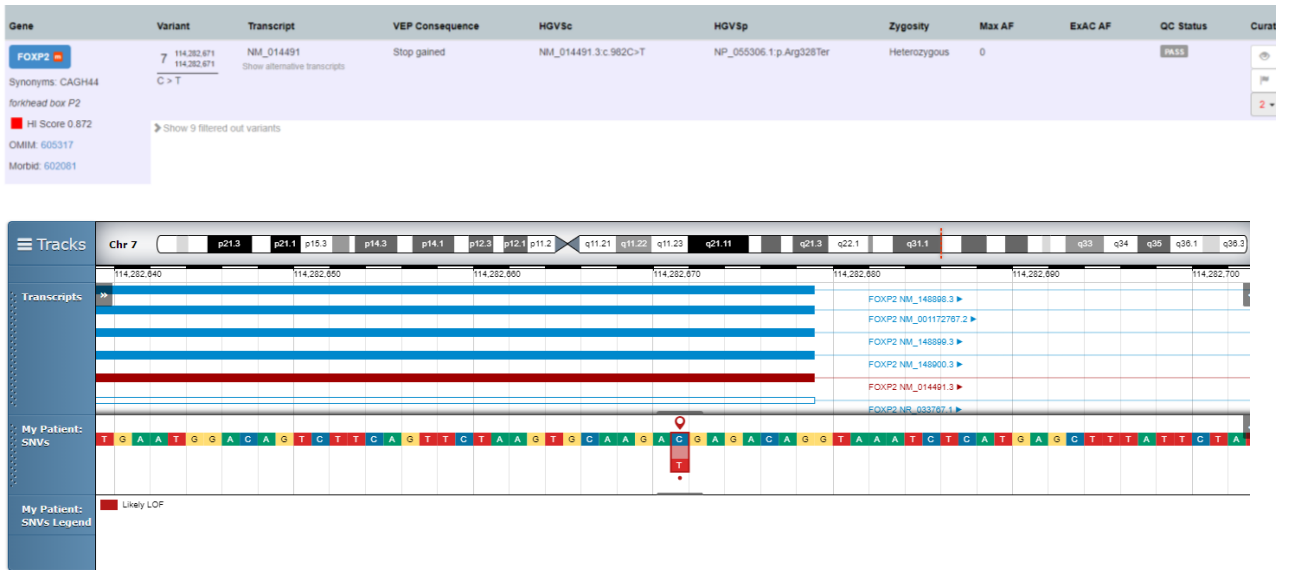 Gene Variant Transcript VEP Consequence HGVSc HGVSp Zygosity Max AF ExAC AF QC Status Curat
FOXP2 7 114,282,671 NM_014491 Stop gained NM_014491.3:c.982C>T NP_055306.1:p.Arg328Ter Heterozygous 0 PASS
114,282,671 Show alternative transcripts
Synonyms: CAGH44 C > T
forkhead box P2
2
HI Score 0.872 Show 9 filtered out variants
OMIM: 605317
Morbid: 602081
Tracks Chr 7 p21.3 p21.1 p15.3 p14.3 p14.1 p12.3 p12.1 p11.2 q11.21 q11.22 q11.23 q21.11 q21.3 q22.1 q31.1 q33 q34 q35 q36.1 q36.3
114,282,640 114,282,650 114,282,660 114,282,670 114,282,680 114,282,690 114,282,700
Transcripts
FOXP2 NM_148898.3
FOXP2 NM_001172767.2
FOXP2 NM_148899.3
FOXP2 NM_148900.3
FOXP2 NM_014491.3
FOXP2 NR_033767.1
My Patient: SNVs
T G A A T G G A C A G T C T T C A G T T C T A A G T G C A A G A C G A G A C A G G T A A A T C T C A T G A G C T T T A T T C T A
T
My Patient: SNVs Legend
Likely LOF